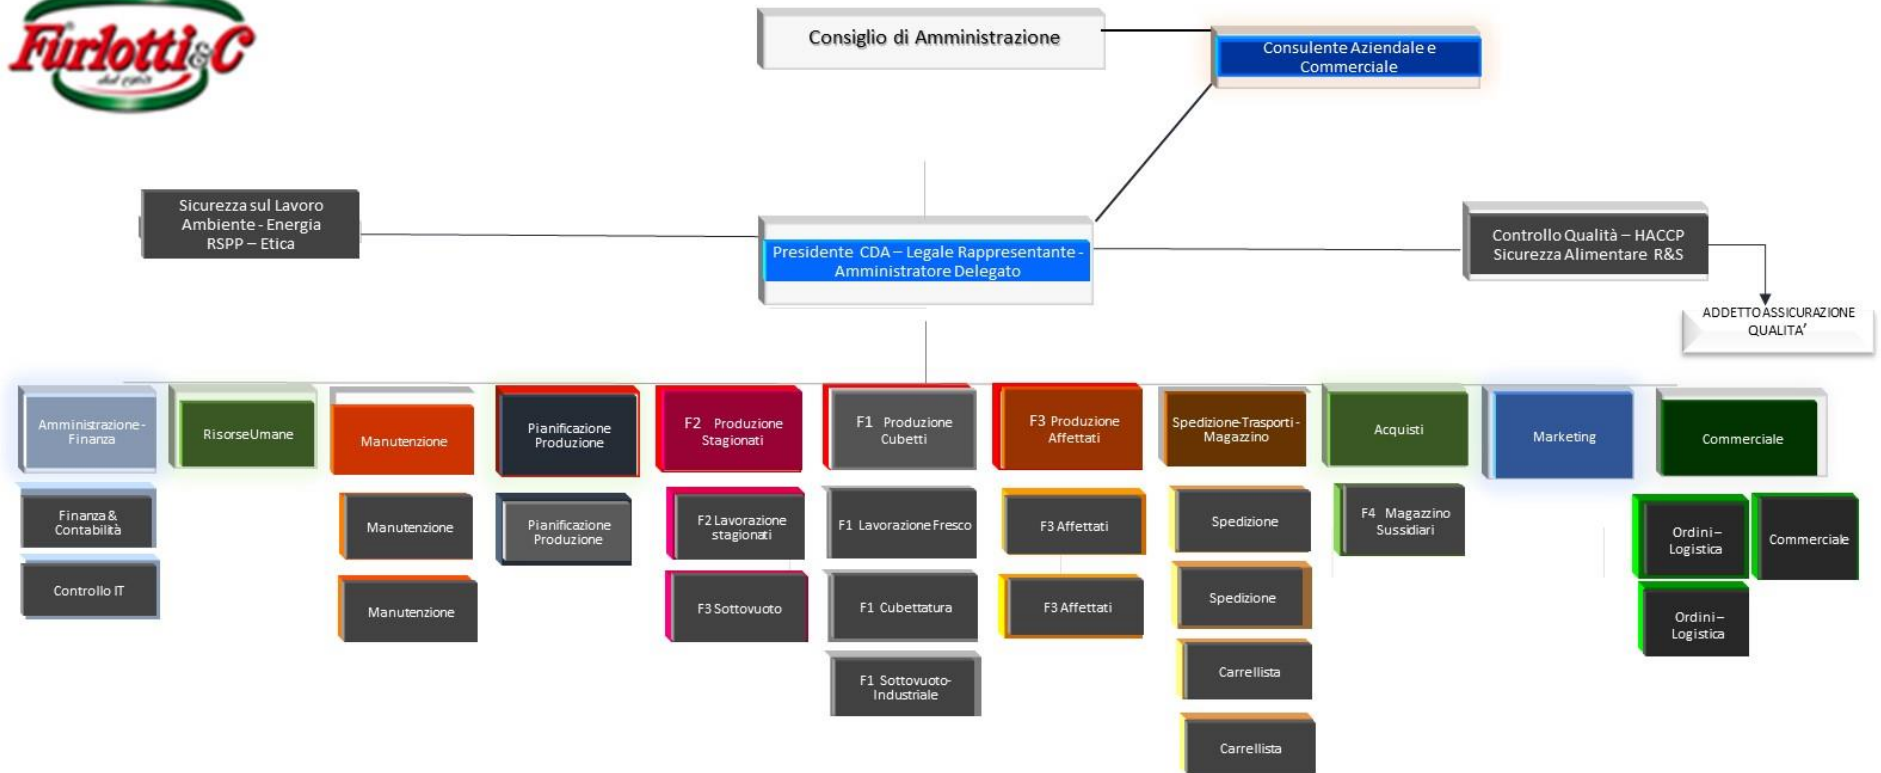 Furlotti & C
dal 1962
Consiglio di Amministrazione
Consulente Aziendale e
Commerciale
Sicurezza sul Lavoro
Ambiente - Energia
RSPP – Etica
Presidente CDA – Legale Rappresentante -
Amministratore Delegato
Controllo Qualità – HACCP
Sicurezza Alimentare R&S
ADDETTO ASSICURAZIONE
QUALITA’
Amministrazione -
Finanza
Risorse Umane
Manutenzione
Pianificazione
Produzione
F2 Produzione
Stagionati
F1 Produzione
Cubetti
F3 Produzione
Affettati
Spedizione-Trasporti -
Magazzino
Acquisti
Marketing
Commerciale
Finanza &
Contabilità
Manutenzione
Pianificazione
Produzione
F2 Lavorazione
stagionati
F1 Lavorazione Fresco
F3 Affettati
Spedizione
F4 Magazzino
Sussidiari
Ordini –
Logistica
Commerciale
Controllo IT
Manutenzione
F3 Sottovuoto
F1 Cubettatura
F3 Affettati
Spedizione
Ordini –
Logistica
F1 Sottovuoto-
Industriale
Carrellista
Carrellista